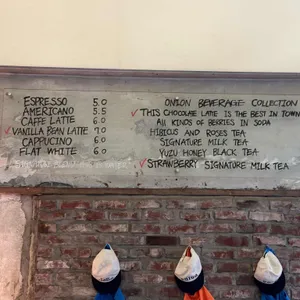 ESPRESSO 5.0
AMERICANO 5.5
CAFFE LATTE 6.0
✓VANILLA BEAN LATTE 7.0
CAPPUCINO 6.0
FLAT WHITE 6.0
ONION BEVERAGE COLLECTION
✓THIS CHOCOLATE LATTE IS THE BEST IN TOWN
ALL KINDS OF BERRIES IN SODA
HIBICUS AND ROSES TEA
SIGNATURE MILK TEA
YUZU HONEY BLACK TEA
✓STRAWBERRY SIGNATURE MILK TEA